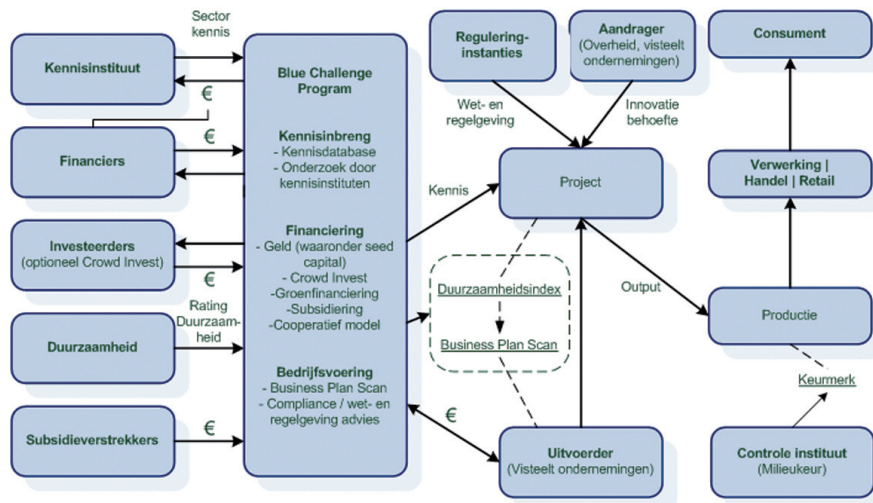 Sector
kennis
Kennisinstituut
€
€
Financiers
Investeerders
(optioneel Crowd Invest)
€
Rating
Duurzaam-
heid
Duurzaamheid
Subsidieverstrekkers
€
Blue Challenge
Program
Kennisinbreng
- Kennisdatabase
- Onderzoek door
kennisinstituten
Financiering
- Geld (waaronder seed
capital)
- Crowd Invest
-Groenfinanciering
-Subsidiering
-Cooperatief model
Bedrijfsvoering
- Business Plan Scan
- Compliance / wet- en
regelgeving advies
Regulering-
instanties
Aandrager
(Overheid, visteelt
ondernemingen)
Wet- en
regelgeving
Innovatie
behoefte
Kennis
Project
Duurzaamheidsindex
Business Plan Scan
Output
€
Uitvoerder
(Visteelt ondernemingen)
Consument
Verwerking |
Handel | Retail
Productie
Keurmerk
Controle instituut
(Milieukeur)